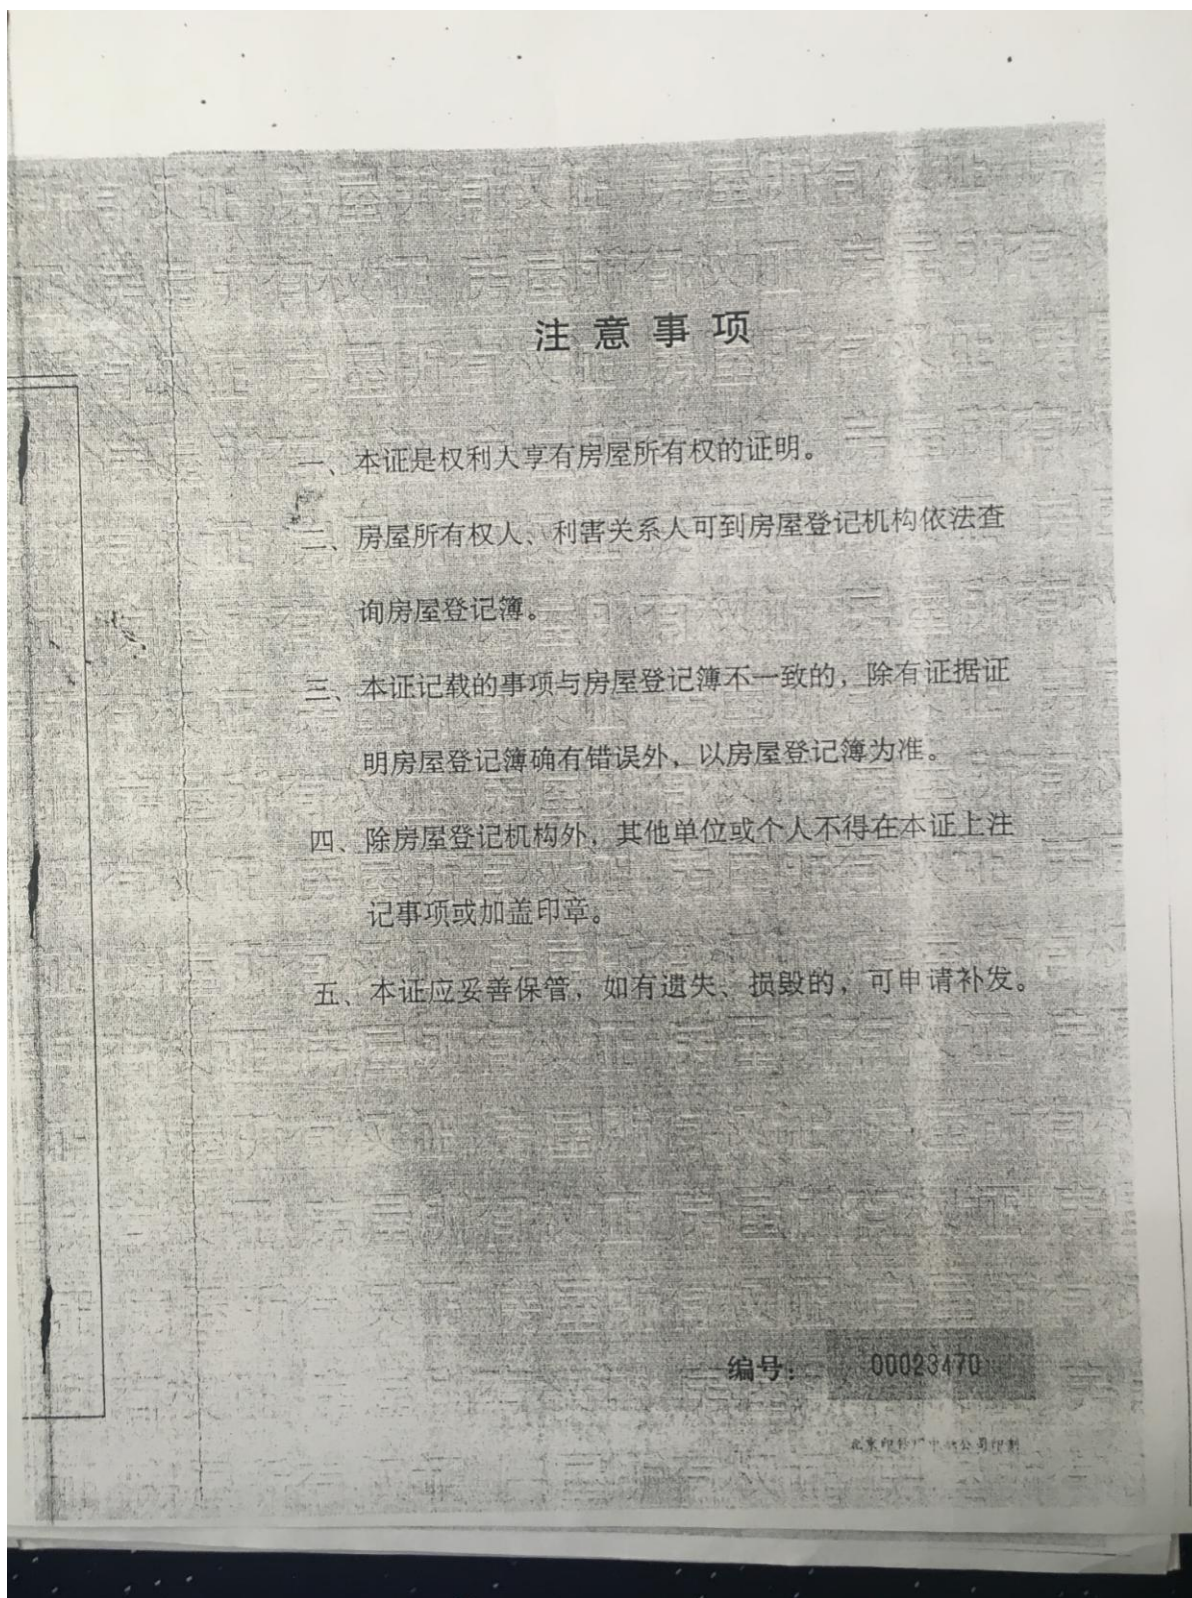 注意事项
一、本证是权利人享有房屋所有权的证明。
二、房屋所有权人、利害关系人可到房屋登记机构依法查
询房屋登记簿。
三、本证记载的事项与房屋登记簿不一致的，除有证据证
明房屋登记簿确有错误外，以房屋登记簿为准。
四、除房屋登记机构外，其他单位或个人不得在本证上注
记事项或加盖印章。
五、本证应妥善保管，如有遗失、损毁的，可申请补发。
编号： 00023470